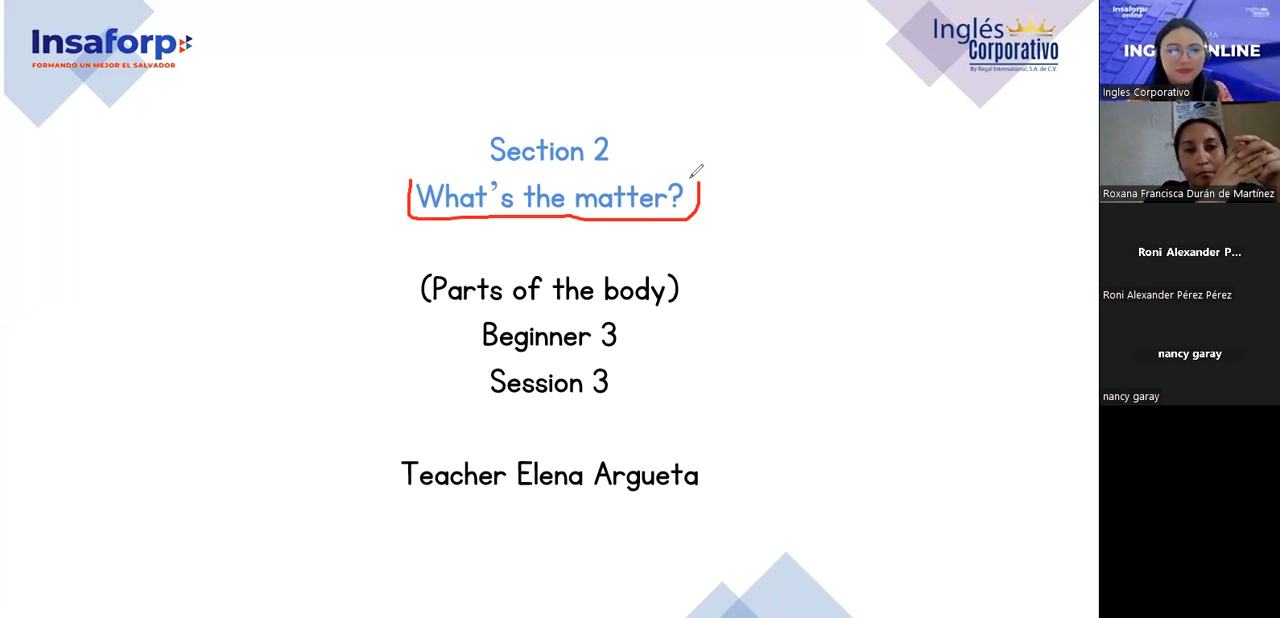 Insaforp
FORMANDO UN MEJOR EL SALVADOR
Inglés
Corporativo
By Regal International, S.A. de C.V.
Section 2
What's the matter?
(Parts of the body)
Beginner 3
Session 3
Teacher Elena Argueta
Insaforp
online
Ingles Corporativo
Roxana Francisca Durán de Martínez
Roni Alexander P...
Roni Alexander Pérez Pérez
nancy garay
nancy garay